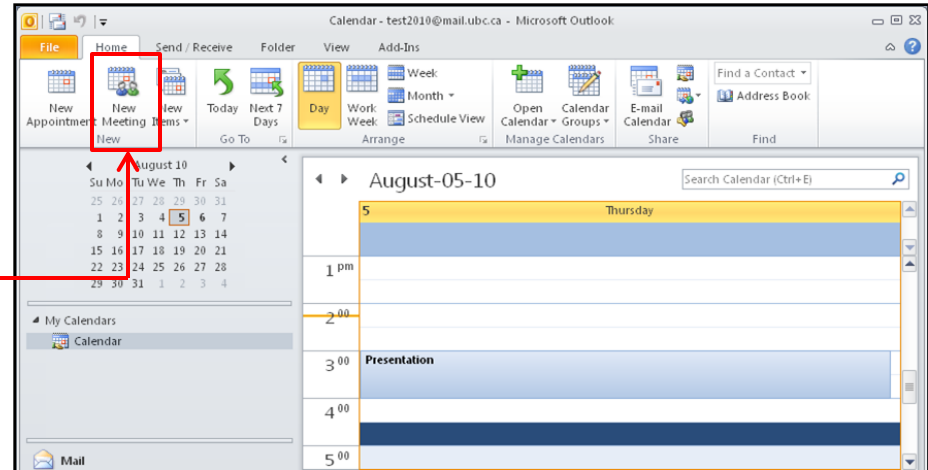 Calendar - test2010@mail.ubc.ca - Microsoft Outlook
File Home Send / Receive Folder View Add-Ins
New Appointment
New Meeting
New Items
New
Today
Next 7 Days
Go To
Day
Work Week
Week
Month
Schedule View
Arrange
Open Calendar
Calendar Groups
Manage Calendars
E-mail Calendar
Share
Find a Contact
Address Book
Find
August 10
Su Mo Tu We Th Fr Sa
25 26 27 28 29 30 31
1 2 3 4 5 6 7
8 9 10 11 12 13 14
15 16 17 18 19 20 21
22 23 24 25 26 27 28
29 30 31 1 2 3 4
My Calendars
Calendar
Mail
August-05-10
Search Calendar (Ctrl+E)
5 Thursday
1 pm
2 00
3 00 Presentation
4 00
5 00